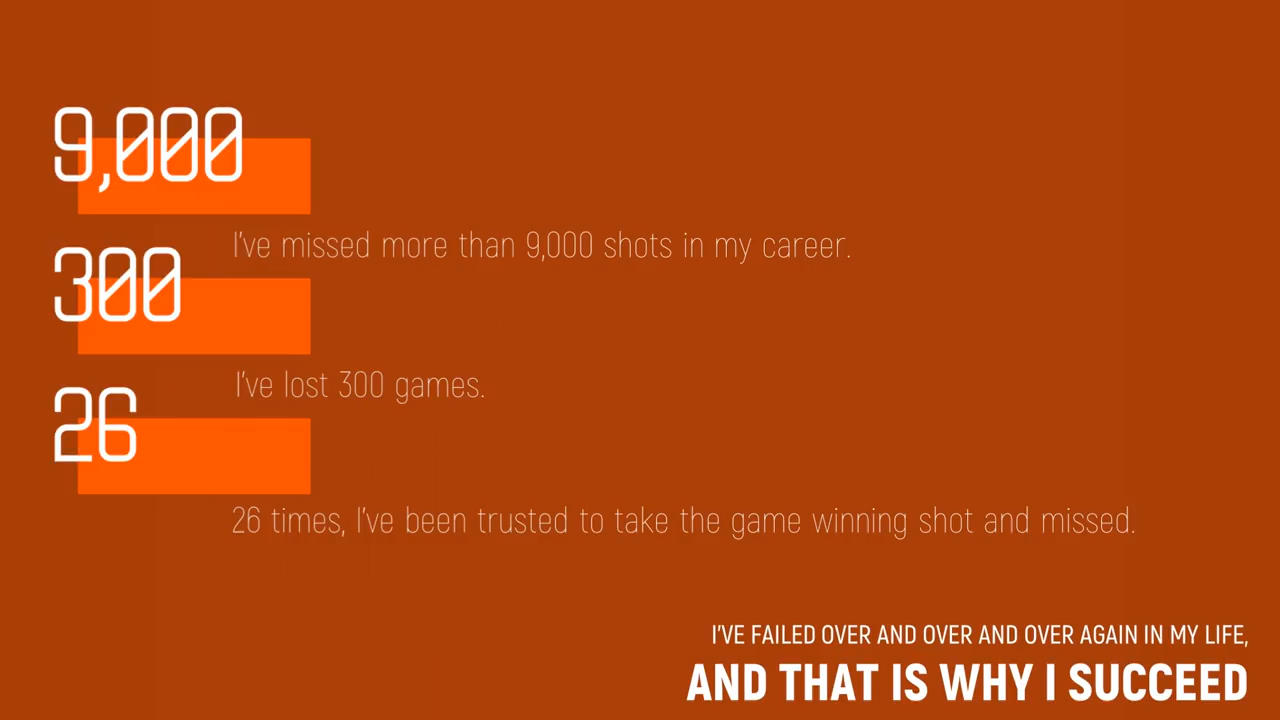 9,000
I've missed more than 9,000 shots in my career.
300
I've lost 300 games.
26
26 times, I've been trusted to take the game winning shot and missed.
I'VE FAILED OVER AND OVER AND OVER AGAIN IN MY LIFE,
AND THAT IS WHY I SUCCEED